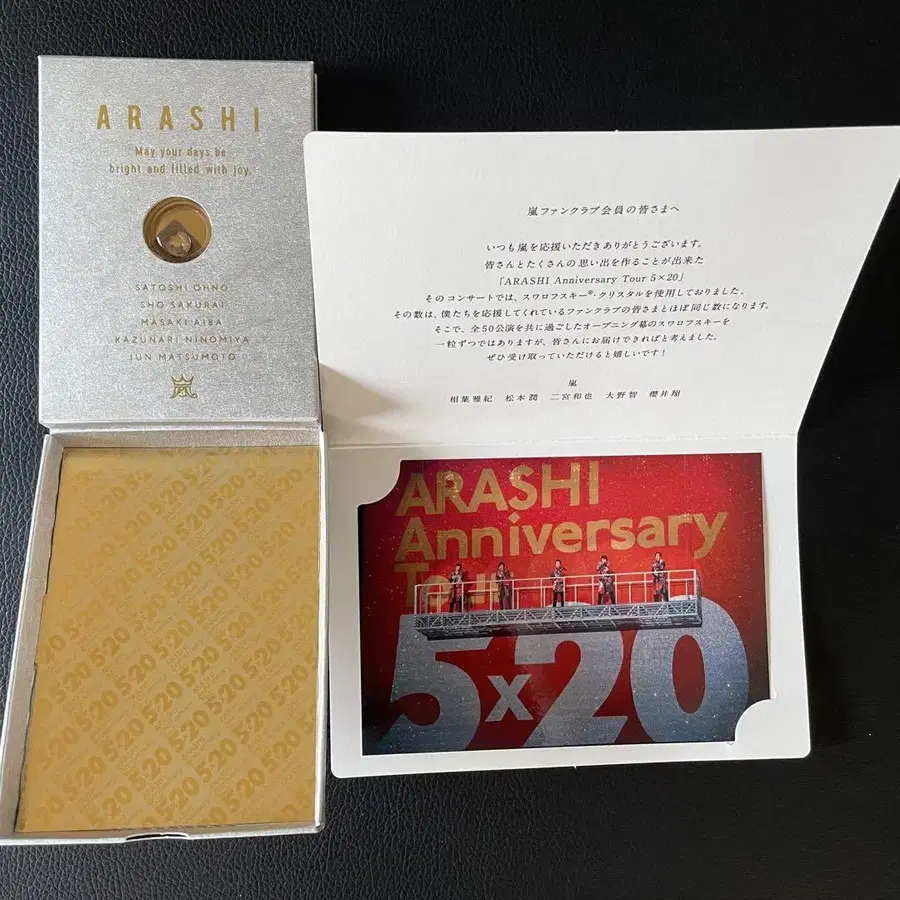 ARASHI
May your days be
bright and filled with joy.
SATOSHI OHNO
SHO SAKURAI
MASAKI AIBA
KAZUNARI NINOMIYA
JUN MATSUMOTO
嵐
嵐ファンクラブ会員の皆さまへ
いつも嵐を応援いただきありがとうございます。
皆さんとたくさんの思い出を作ることが出来た
「ARASHI Anniversary Tour 5×20」
そのコンサートでは、スワロフスキー®・クリスタルを使用しておりました。
その数は、僕たちを応援してくれているファンクラブの皆さまとほぼ同じ数になります。
そこで、全50公演を共に過ごしたオープニング幕のスワロフスキーを
一粒ずつではありますが、皆さんにお届けできればと考えました。
ぜひ受け取っていただけると嬉しいです!
嵐
相葉雅紀 松本潤 二宮和也 大野智 櫻井翔
ARASHI
Anniversary
Tour
5x20
5×20